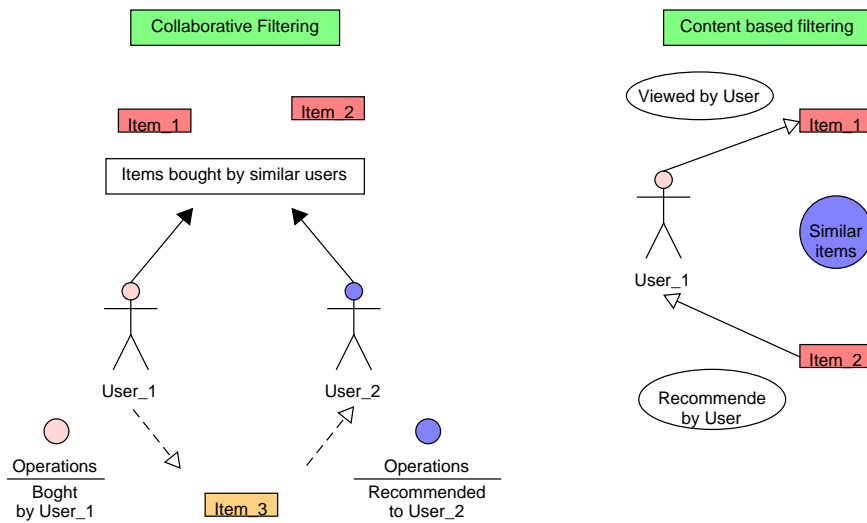 Collaborative Filtering
Item_1
Item_2
Items bought by similar users
User_1
User_2
Operations
Boght
by User_1
Item_3
Operations
Recommended
to User_2
Content based filtering
Viewed by User
Item_1
User_1
Similar
items
Item_2
Recommende
by User